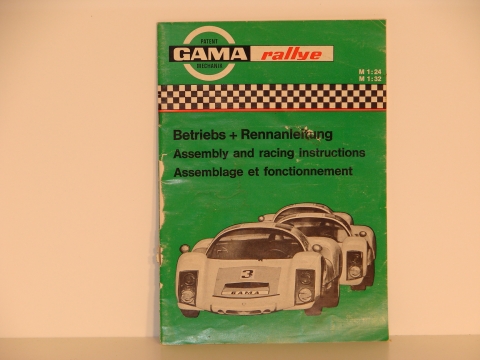 PATENT
GAMA
MECHANIK
rallye
M 1:24
M 1:32
Betriebs + Rennanleitung
Assembly and racing instructions
Assemblage et fonctionnement
3
GAMA